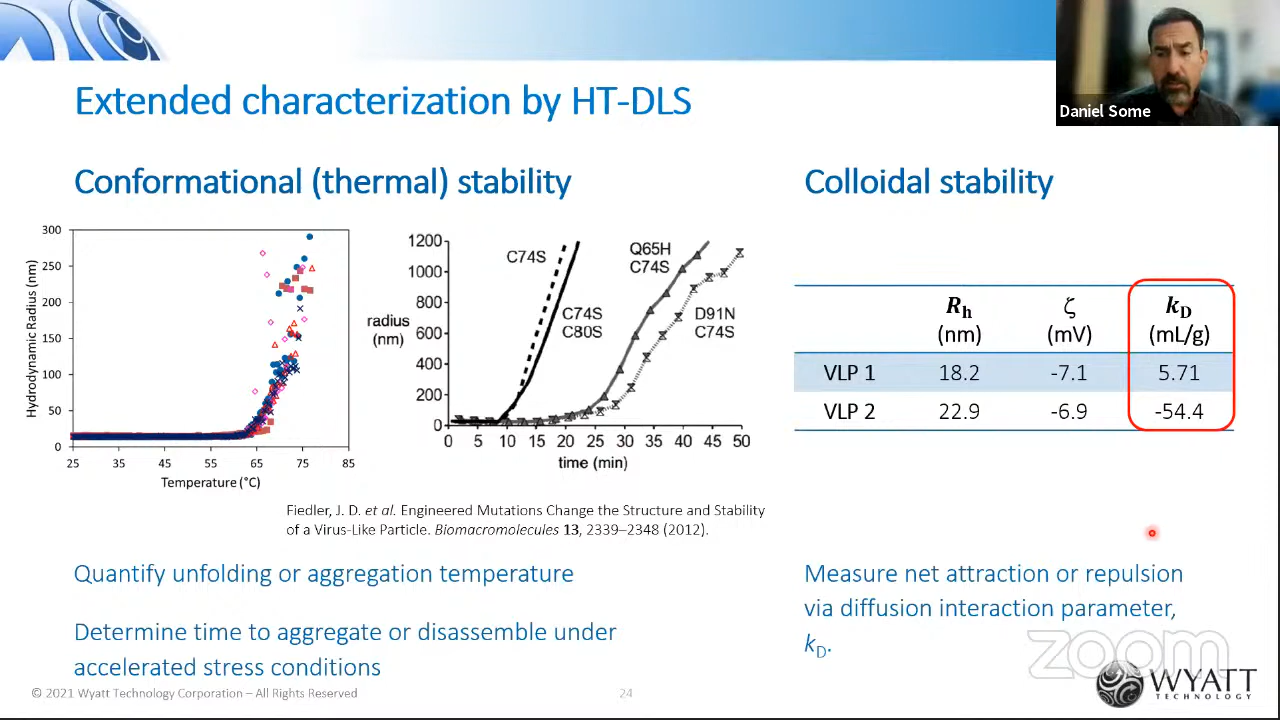 Daniel Some
Extended characterization by HT-DLS
Conformational (thermal) stability
Hydrodynamic Radius (nm)
300
250
200
150
100
50
0
25 35 45 55 65 75 85
Temperature (°C)
radius
(nm)
1200
1000
800
600
400
200
0
C74S
C74S
C80S
Q65H
C74S
D91N
C74S
0 5 10 15 20 25 30 35 40 45 50
time (min)
Fiedler, J. D. et al. Engineered Mutations Change the Structure and Stability
of a Virus-Like Particle. Biomacromolecules 13, 2339–2348 (2012).
Quantify unfolding or aggregation temperature
Determine time to aggregate or disassemble under
accelerated stress conditions
Colloidal stability
Rh ζ kD
(nm) (mV) (mL/g)
VLP 1 18.2 -7.1 5.71
VLP 2 22.9 -6.9 -54.4
Measure net attraction or repulsion
via diffusion interaction parameter,
kD.
zoom
© 2021 Wyatt Technology Corporation – All Rights Reserved
24
WYATT
TECHNOLOGY